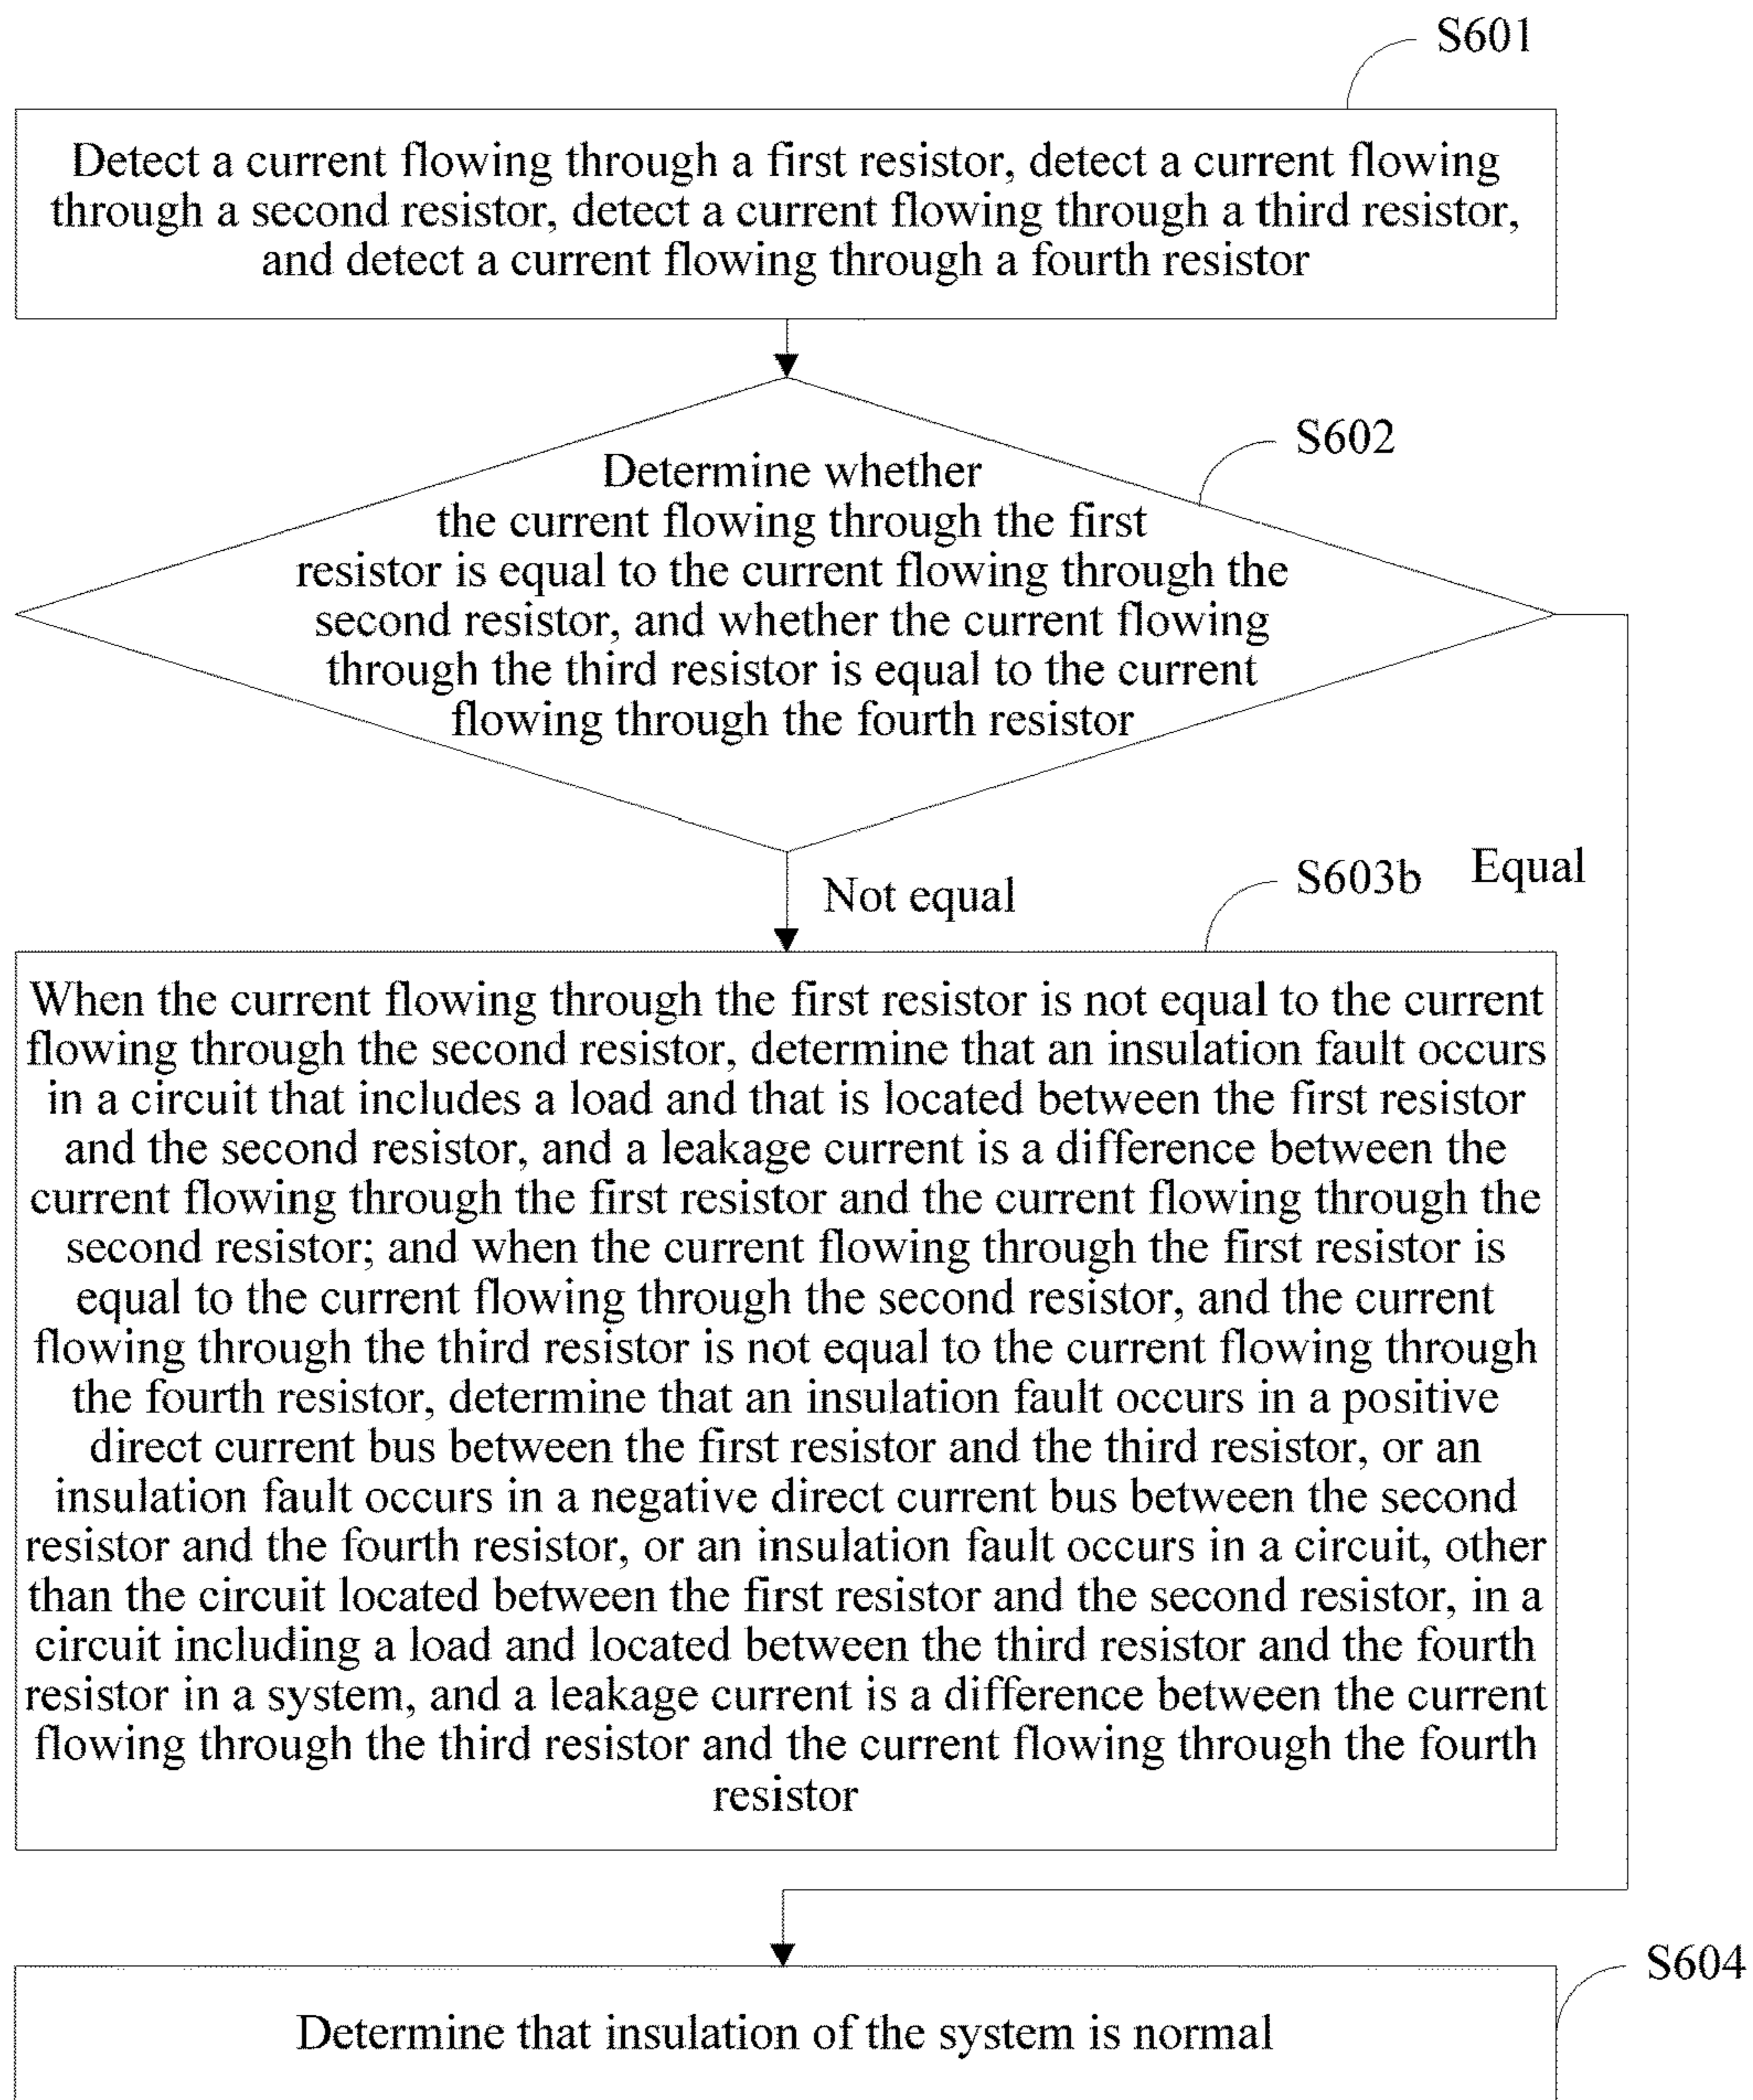 S601
Detect a current flowing through a first resistor, detect a current flowing
through a second resistor, detect a current flowing through a third resistor,
and detect a current flowing through a fourth resistor
S602
Determine whether
the current flowing through the first
resistor is equal to the current flowing through the
second resistor, and whether the current flowing
through the third resistor is equal to the current
flowing through the fourth resistor
Not equal
S603b
Equal
When the current flowing through the first resistor is not equal to the current
flowing through the second resistor, determine that an insulation fault occurs
in a circuit that includes a load and that is located between the first resistor
and the second resistor, and a leakage current is a difference between the
current flowing through the first resistor and the current flowing through the
second resistor; and when the current flowing through the first resistor is
equal to the current flowing through the second resistor, and the current
flowing through the third resistor is not equal to the current flowing through
the fourth resistor, determine that an insulation fault occurs in a positive
direct current bus between the first resistor and the third resistor, or an
insulation fault occurs in a negative direct current bus between the second
resistor and the fourth resistor, or an insulation fault occurs in a circuit, other
than the circuit located between the first resistor and the second resistor, in a
circuit including a load and located between the third resistor and the fourth
resistor in a system, and a leakage current is a difference between the current
flowing through the third resistor and the current flowing through the fourth
resistor
S604
Determine that insulation of the system is normal